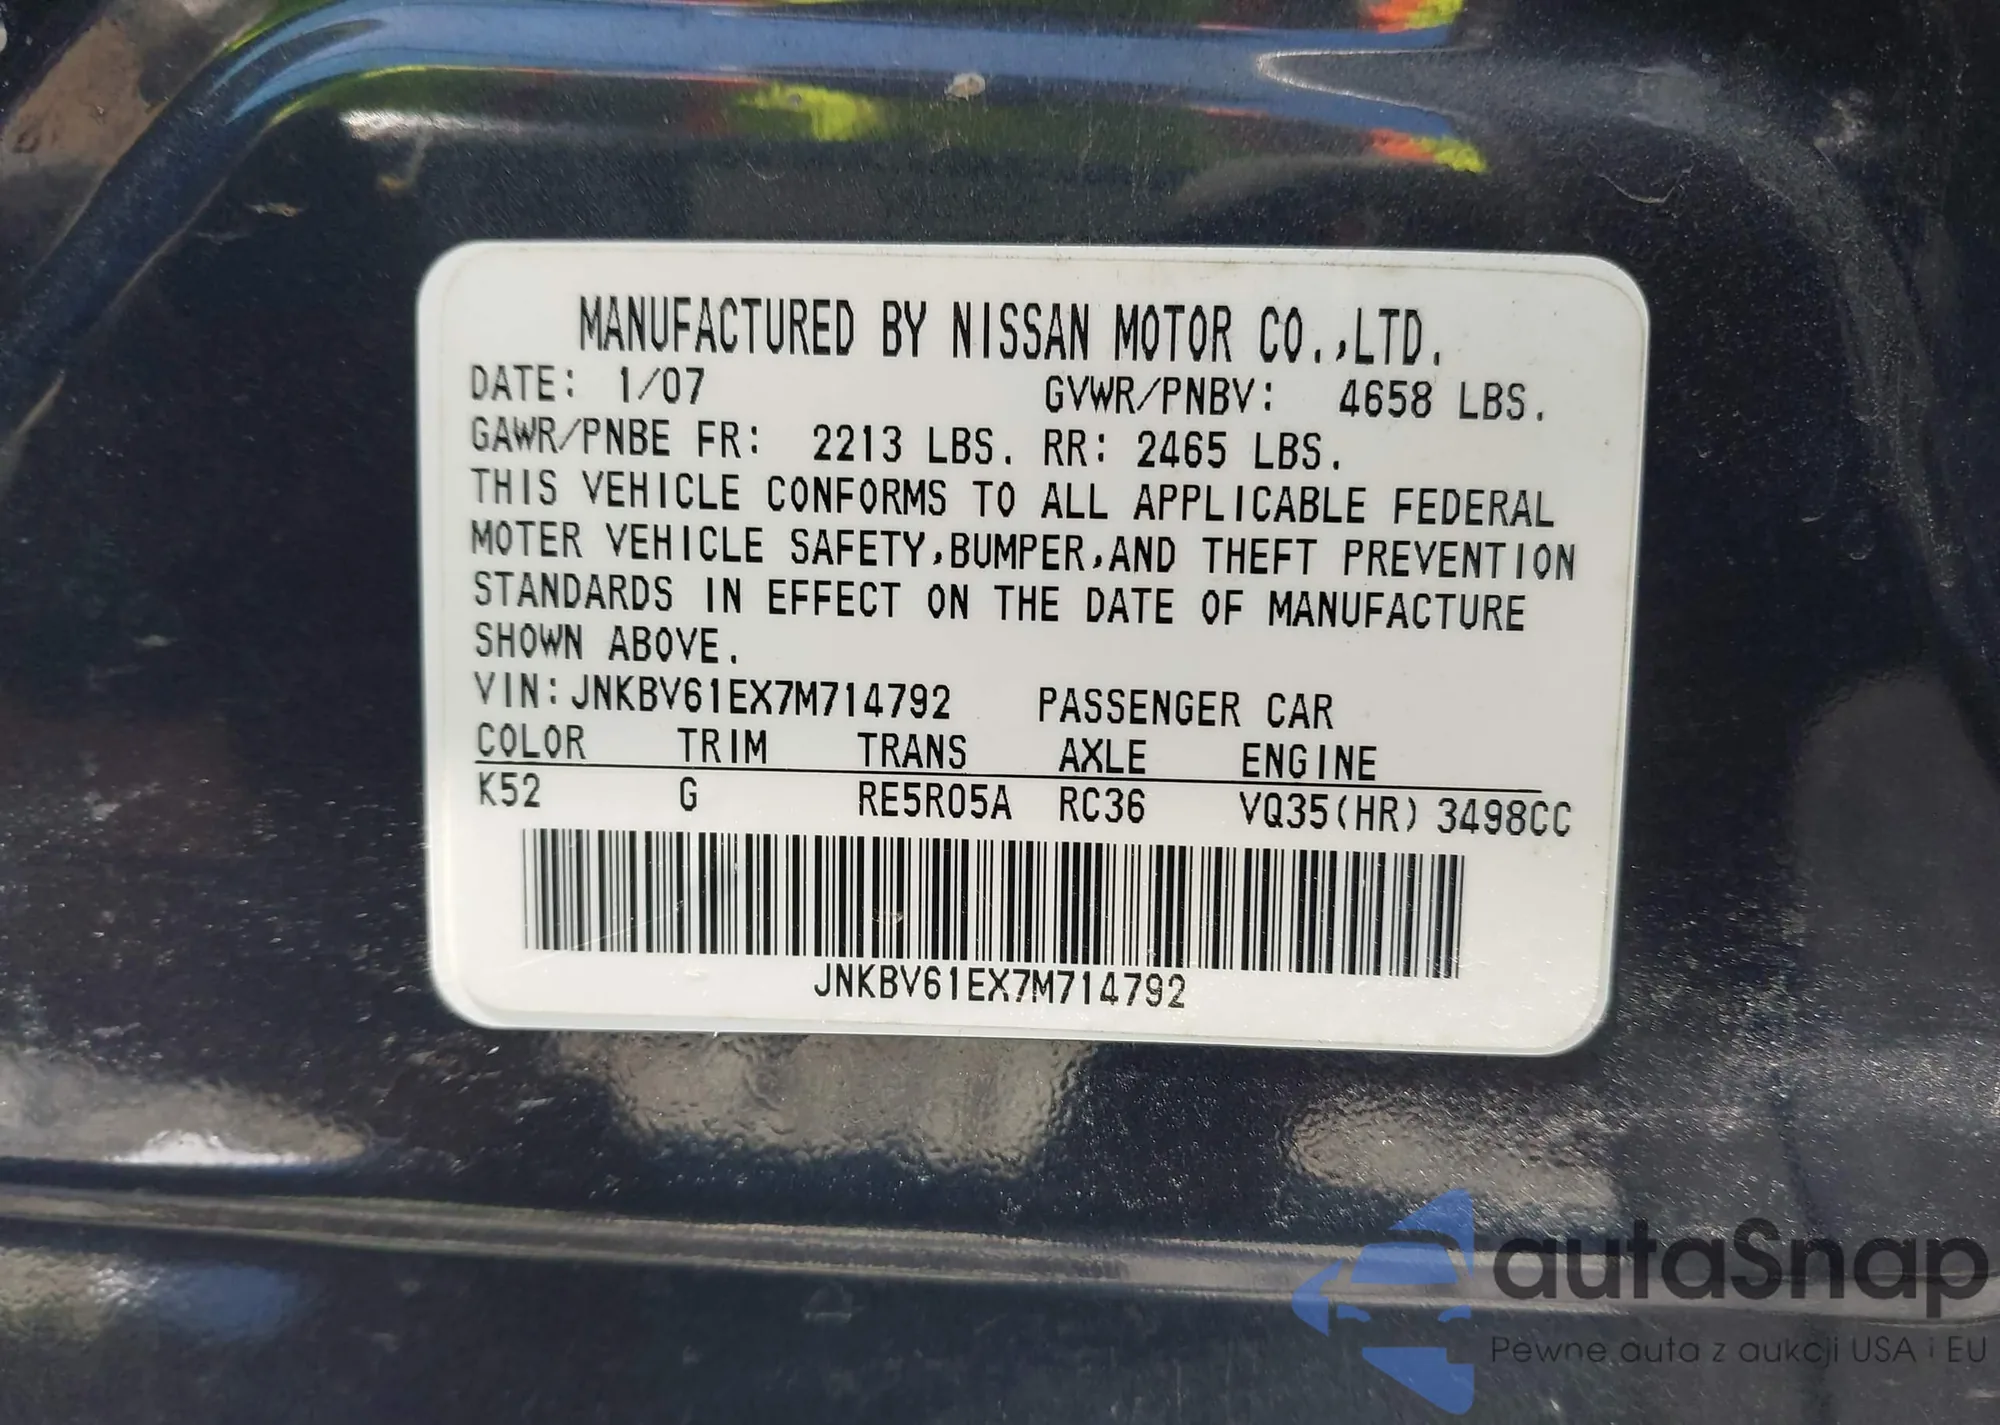 MANUFACTURED BY NISSAN MOTOR CO.,LTD.
DATE: 1/07 GVWR/PNBV: 4658 LBS.
GAWR/PNBE FR: 2213 LBS. RR: 2465 LBS.
THIS VEHICLE CONFORMS TO ALL APPLICABLE FEDERAL
MOTER VEHICLE SAFETY,BUMPER,AND THEFT PREVENTION
STANDARDS IN EFFECT ON THE DATE OF MANUFACTURE
SHOWN ABOVE.
VIN:JNKBV61EX7M714792 PASSENGER CAR
COLOR TRIM TRANS AXLE ENGINE
K52 G RE5R05A RC36 VQ35(HR) 3498CC
JNKBV61EX7M714792
autaSnap
Pewne auta z aukcji USA i EU